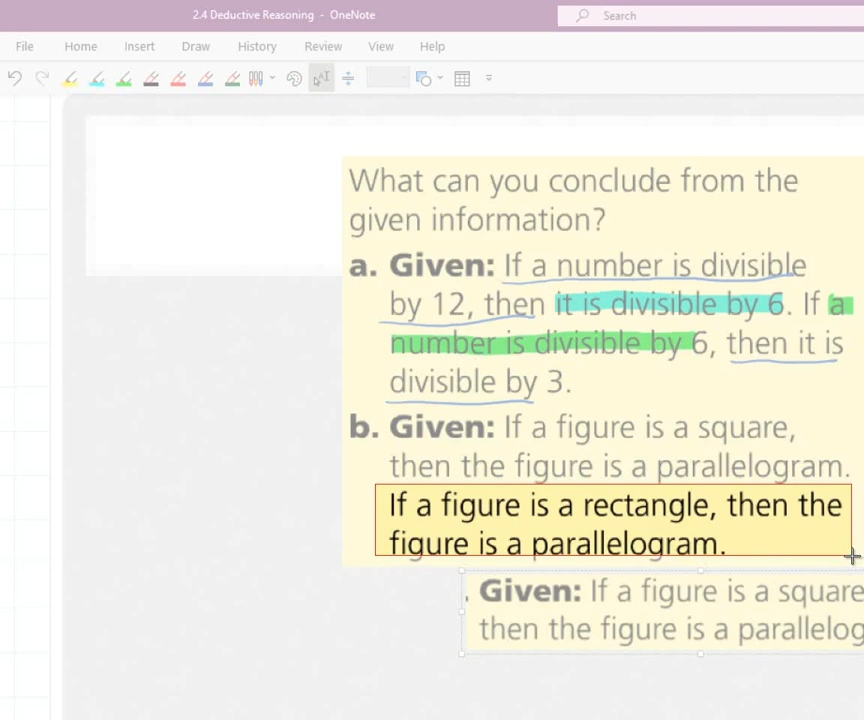 2.4 Deductive Reasoning - OneNote
Search
File Home Insert Draw History Review View Help
What can you conclude from the
given information?
a. Given: If a number is divisible
by 12, then it is divisible by 6. If a
number is divisible by 6, then it is
divisible by 3.
b. Given: If a figure is a square,
then the figure is a parallelogram.
If a figure is a rectangle, then the
figure is a parallelogram.
. Given: If a figure is a square
then the figure is a parallelog